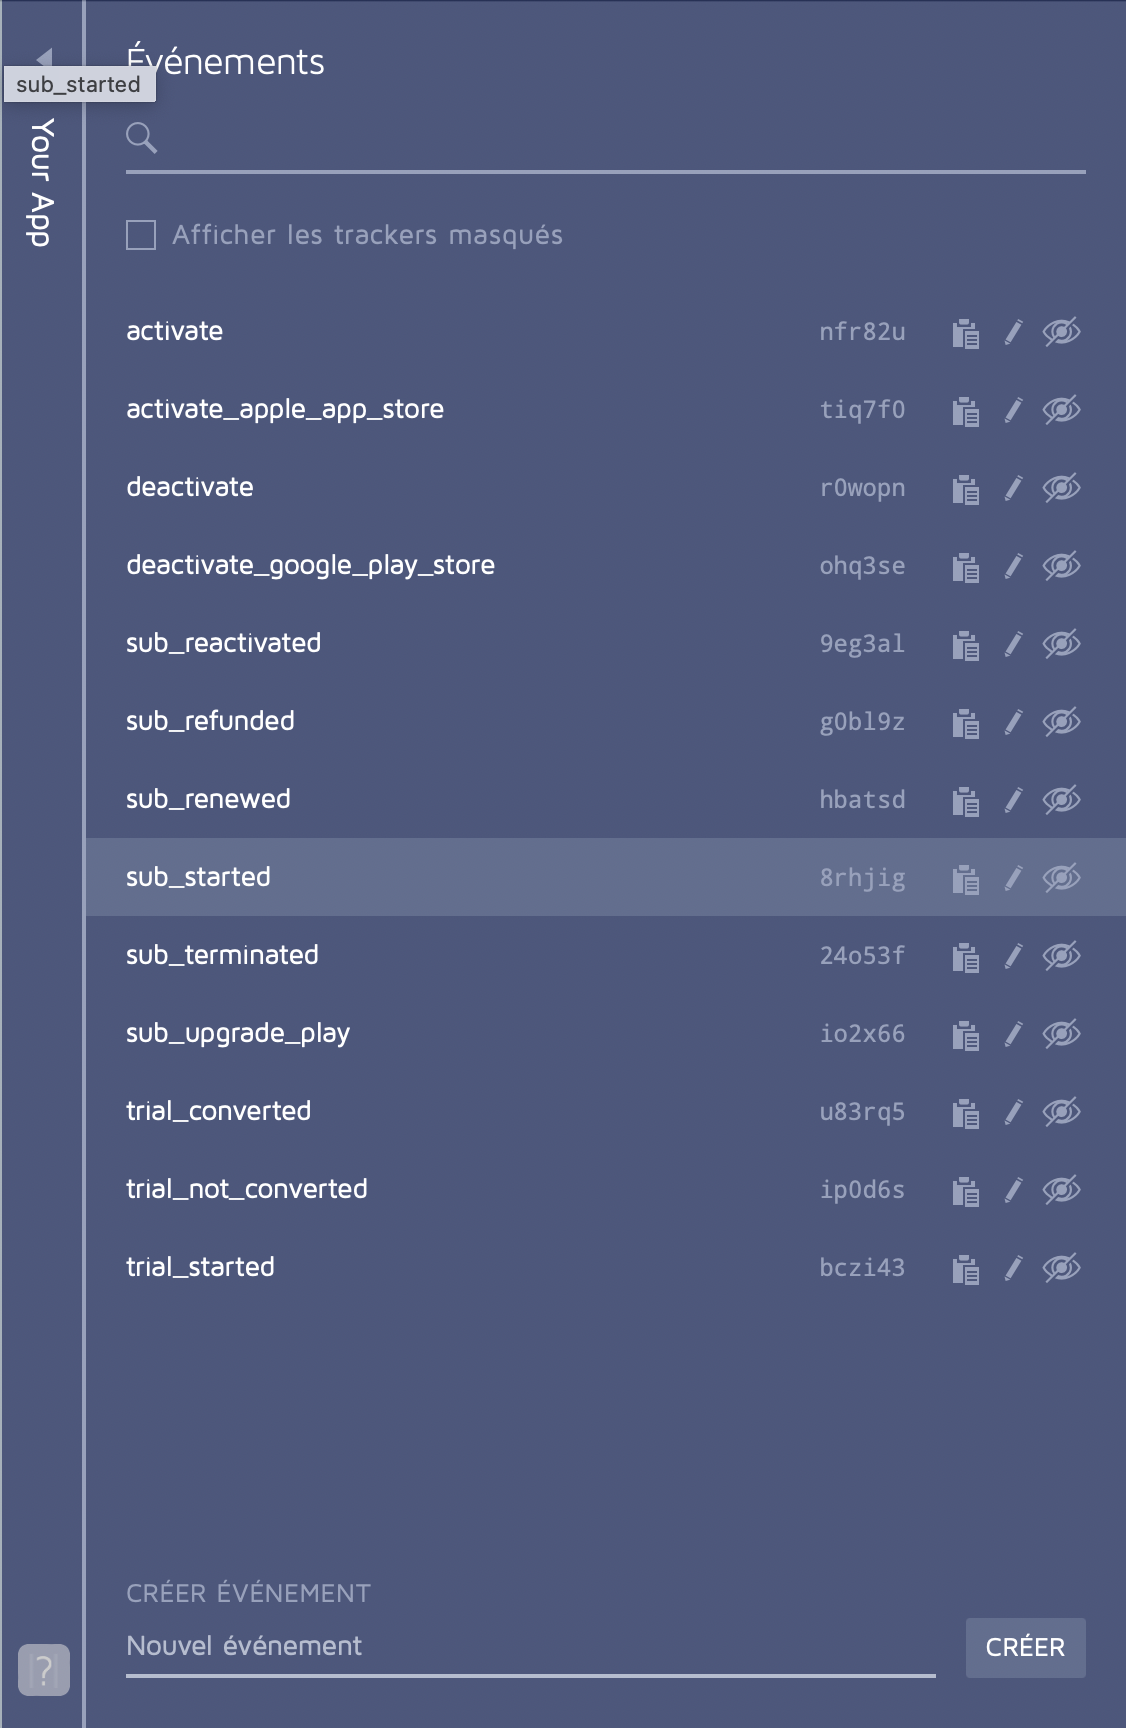 Événements
sub_started
Your App
Afficher les trackers masqués
activate nfr82u
activate_apple_app_store tiq7f0
deactivate r0wopn
deactivate_google_play_store ohq3se
sub_reactivated 9eg3al
sub_refunded g0bl9z
sub_renewed hbatsd
sub_started 8rhjig
sub_terminated 24o53f
sub_upgrade_play io2x66
trial_converted u83rq5
trial_not_converted ip0d6s
trial_started bczi43
CRÉER ÉVÉNEMENT
Nouvel événement
CRÉER
?